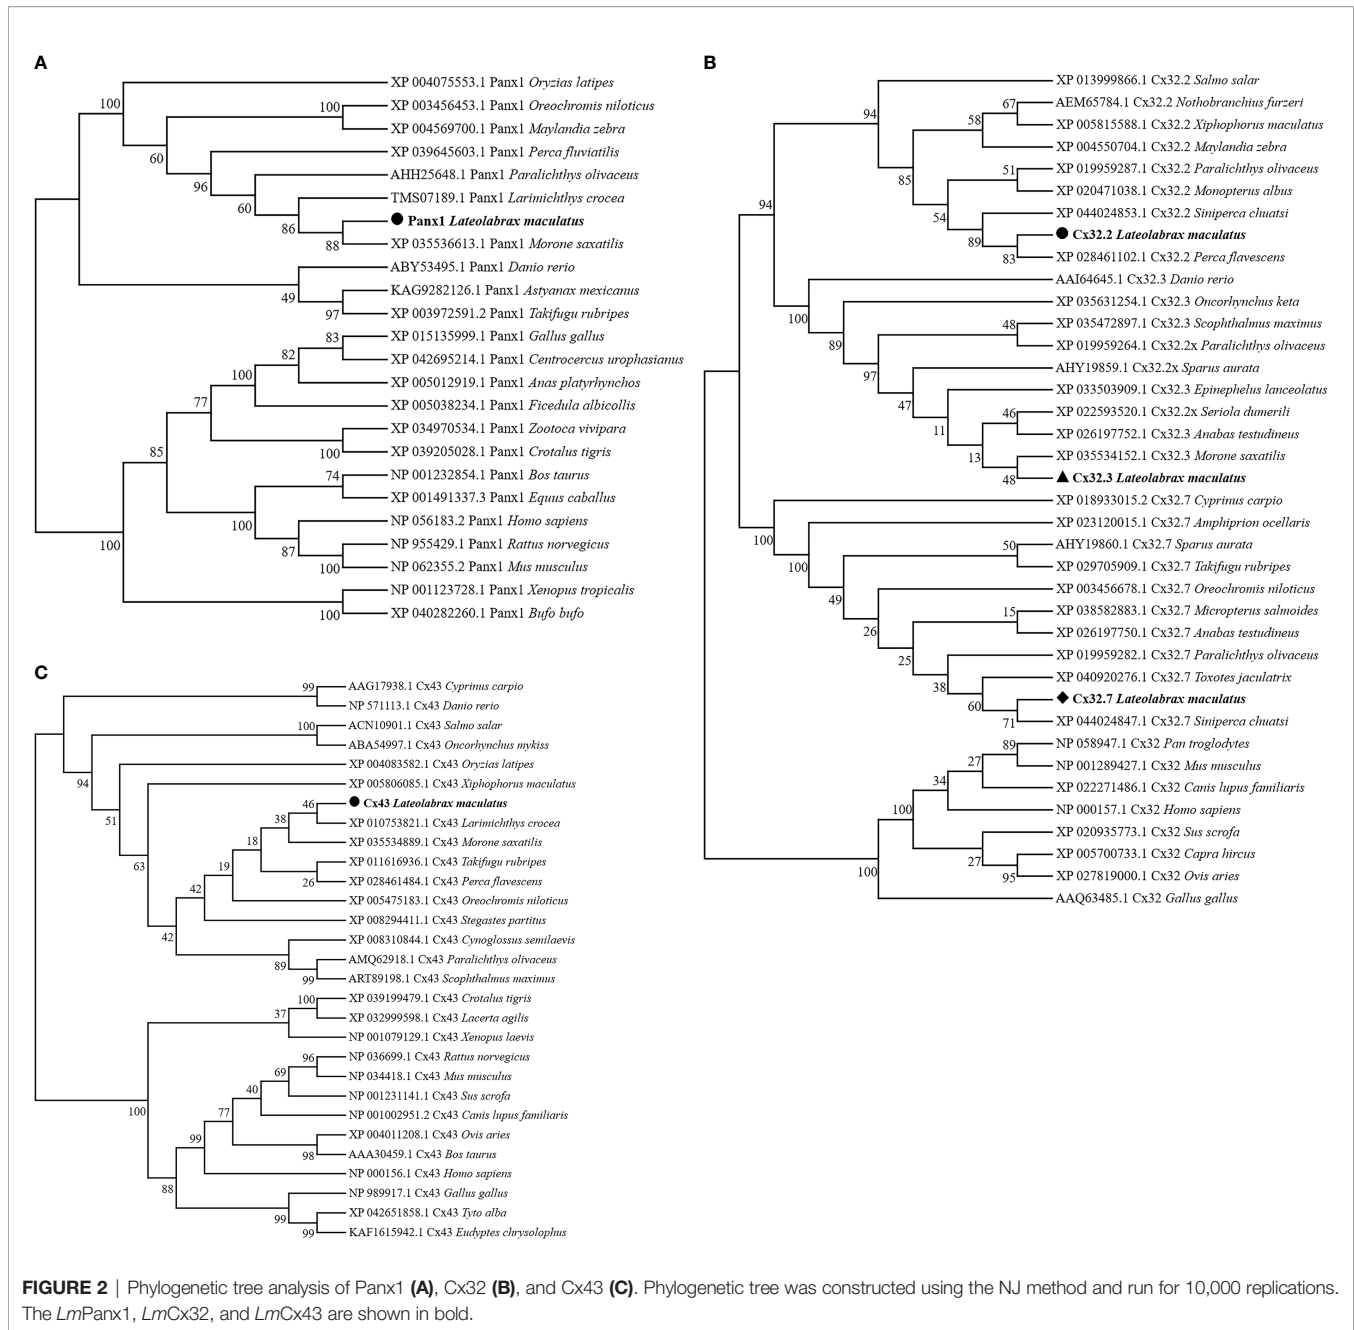 A
100
XP 004075553.1 Panx1 Oryzias latipes
100
XP 003456453.1 Panx1 Oreochromis niloticus
XP 004569700.1 Panx1 Maylandia zebra
60
XP 039645603.1 Panx1 Perca fluviatilis
96
AHH25648.1 Panx1 Paralichthys olivaceus
60
TMS07189.1 Panx1 Larimichthys crocea
86
Panx1 Lateolabrax maculatus
88
XP 035536613.1 Panx1 Morone saxatilis
ABY53495.1 Panx1 Danio rerio
49
KAG9282126.1 Panx1 Astyanax mexicanus
97
XP 003972591.2 Panx1 Takifugu rubripes
83
XP 015135999.1 Panx1 Gallus gallus
82
XP 042695214.1 Panx1 Centrocercus urophasianus
100
XP 005012919.1 Panx1 Anas platyrhynchos
77
XP 005038234.1 Panx1 Ficedula albicollis
XP 034970534.1 Panx1 Zootoca vivipara
85
100
XP 039205028.1 Panx1 Crotalus tigris
74
NP 001232854.1 Panx1 Bos taurus
XP 001491337.3 Panx1 Equus caballus
100
NP 056183.2 Panx1 Homo sapiens
87
NP 955429.1 Panx1 Rattus norvegicus
100
NP 062355.2 Panx1 Mus musculus
100
NP 001123728.1 Panx1 Xenopus tropicalis
100
XP 040282260.1 Panx1 Bufo bufo
B
94
XP 013999866.1 Cx32.2 Salmo salar
67
AEM65784.1 Cx32.2 Nothobranchius furzeri
58
XP 005815588.1 Cx32.2 Xiphophorus maculatus
XP 004550704.1 Cx32.2 Maylandia zebra
85
51
XP 019959287.1 Cx32.2 Paralichthys olivaceus
XP 020471038.1 Cx32.2 Monopterus albus
54
XP 044024853.1 Cx32.2 Siniperca chuatsi
89
Cx32.2 Lateolabrax maculatus
83
XP 028461102.1 Cx32.2 Perca flavescens
94
AAI64645.1 Cx32.3 Danio rerio
100
XP 035631254.1 Cx32.3 Oncorhynchus keta
89
48
XP 035472897.1 Cx32.3 Scophthalmus maximus
XP 019959264.1 Cx32.2x Paralichthys olivaceus
97
AHY19859.1 Cx32.2x Sparus aurata
47
XP 033503909.1 Cx32.3 Epinephelus lanceolatus
11
46
XP 022593520.1 Cx32.2x Seriola dumerili
XP 026197752.1 Cx32.3 Anabas testudineus
13
XP 035534152.1 Cx32.3 Morone saxatilis
48
Cx32.3 Lateolabrax maculatus
XP 018933015.2 Cx32.7 Cyprinus carpio
100
XP 023120015.1 Cx32.7 Amphiprion ocellaris
100
50
AHY19860.1 Cx32.7 Sparus aurata
XP 029705909.1 Cx32.7 Takifugu rubripes
49
XP 003456678.1 Cx32.7 Oreochromis niloticus
26
15
XP 038582883.1 Cx32.7 Micropterus salmoides
XP 026197750.1 Cx32.7 Anabas testudineus
25
XP 019959282.1 Cx32.7 Paralichthys olivaceus
38
XP 040920276.1 Cx32.7 Toxotes jaculatrix
60
Cx32.7 Lateolabrax maculatus
71
XP 044024847.1 Cx32.7 Siniperca chuatsi
89
NP 058947.1 Cx32 Pan troglodytes
27
NP 001289427.1 Cx32 Mus musculus
34
XP 022271486.1 Cx32 Canis lupus familiaris
100
NP 000157.1 Cx32 Homo sapiens
XP 020935773.1 Cx32 Sus scrofa
27
XP 005700733.1 Cx32 Capra hircus
95
XP 027819000.1 Cx32 Ovis aries
100
AAQ63485.1 Cx32 Gallus gallus
C
99
AAG17938.1 Cx43 Cyprinus carpio
NP 571113.1 Cx43 Danio rerio
100
ACN10901.1 Cx43 Salmo salar
ABA54997.1 Cx43 Oncorhynchus mykiss
94
XP 004083582.1 Cx43 Oryzias latipes
51
XP 005806085.1 Cx43 Xiphophorus maculatus
63
46
Cx43 Lateolabrax maculatus
38
XP 010753821.1 Cx43 Larimichthys crocea
18
XP 035534889.1 Cx43 Morone saxatilis
19
XP 011616936.1 Cx43 Takifugu rubripes
26
XP 028461484.1 Cx43 Perca flavescens
42
XP 005475183.1 Cx43 Oreochromis niloticus
XP 008294411.1 Cx43 Stegastes partitus
42
XP 008310844.1 Cx43 Cynoglossus semilaevis
89
AMQ62918.1 Cx43 Paralichthys olivaceus
99
ART89198.1 Cx43 Scophthalmus maximus
100
XP 039199479.1 Cx43 Crotalus tigris
37
XP 032999598.1 Cx43 Lacerta agilis
NP 001079129.1 Cx43 Xenopus laevis
100
96
NP 036699.1 Cx43 Rattus norvegicus
69
NP 034418.1 Cx43 Mus musculus
40
NP 001231141.1 Cx43 Sus scrofa
77
NP 001002951.2 Cx43 Canis lupus familiaris
99
XP 004011208.1 Cx43 Ovis aries
98
AAA30459.1 Cx43 Bos taurus
NP 000156.1 Cx43 Homo sapiens
88
NP 989917.1 Cx43 Gallus gallus
99
XP 042651858.1 Cx43 Tyto alba
99
KAF1615942.1 Cx43 Eudyptes chrysolophus
FIGURE 2 | Phylogenetic tree analysis of Panx1 (A), Cx32 (B), and Cx43 (C). Phylogenetic tree was constructed using the NJ method and run for 10,000 replications.
The LmPanx1, LmCx32, and LmCx43 are shown in bold.